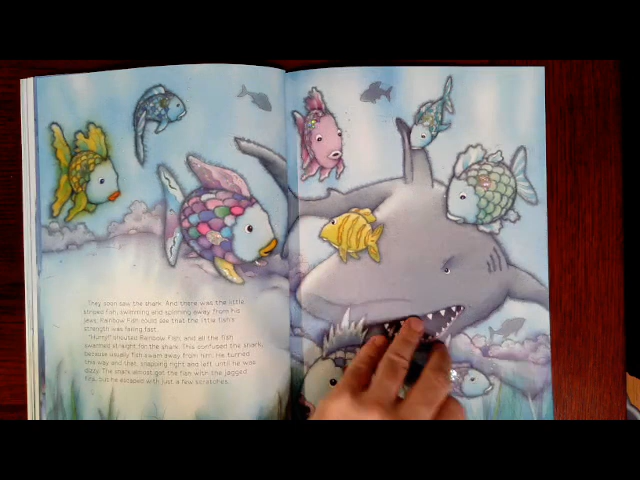 They soon saw the shark. And there was the little
striped fish, swimming and spinning away from his
jaws. Rainbow Fish could see that the little fish's
strength was failing fast.
"Hurry!" shouted Rainbow Fish, and all the fish
swarmed straight for the shark. This confused the shark,
because usually fish swam away from him. He turned
this way and that, snapping right and left until he was
dizzy. The shark almost got the fish with the jagged
fins, but he escaped with just a few scratches.